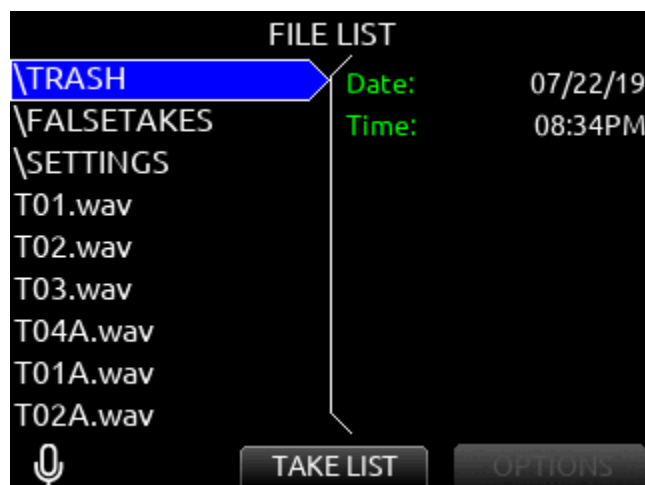 FILE LIST
\TRASH
\FALSETAKES
\SETTINGS
T01.wav
T02.wav
T03.wav
T04A.wav
T01A.wav
T02A.wav
Date: 07/22/19
Time: 08:34PM
TAKE LIST
OPTIONS